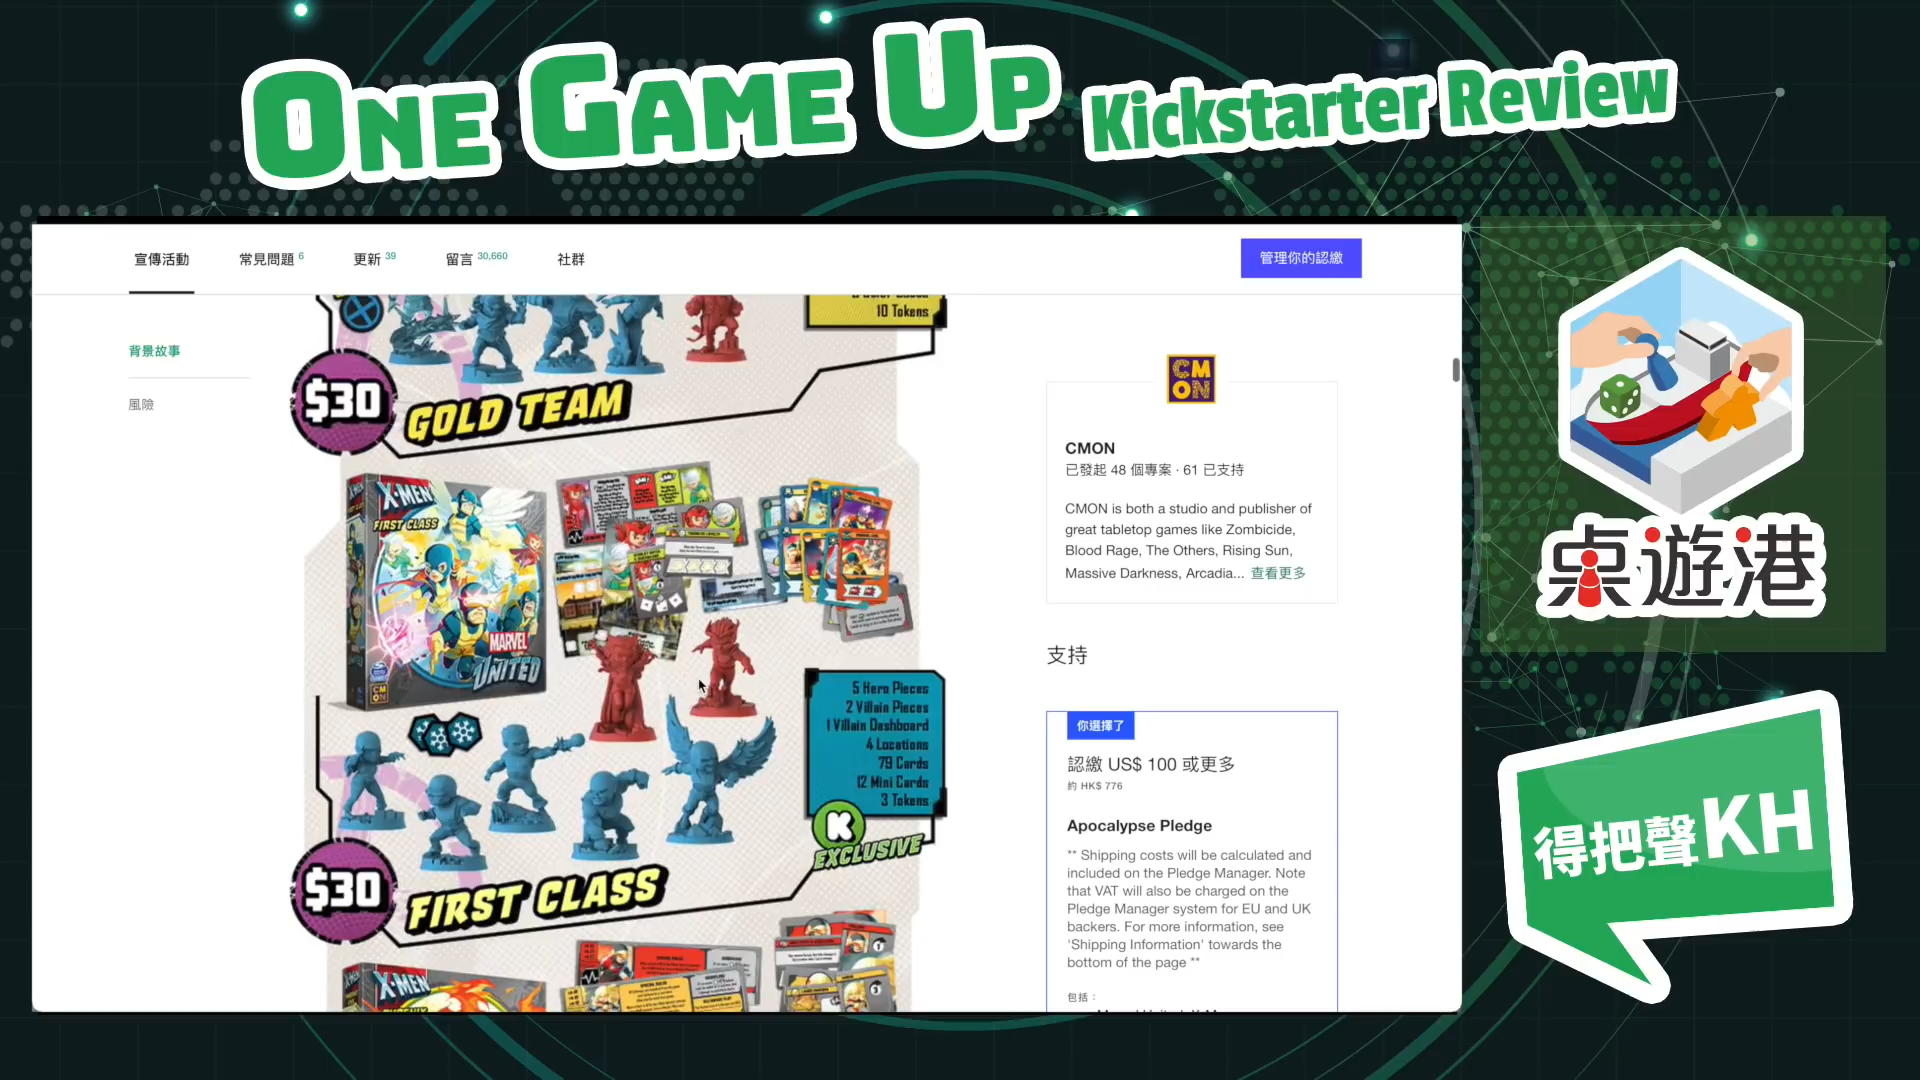 One Game Up Kickstarter Review
宣傳活動
常見問題 6
更新 39
留言 30,660
社群
管理你的認繳
背景故事
風險
10 Tokens
$30
GOLD TEAM
X-MEN
FIRST CLASS
MARVEL
UNITED
CMON
5 Hero Pieces
2 Villain Pieces
1 Villain Dashboard
4 Locations
79 Cards
12 Mini Cards
3 Tokens
K
EXCLUSIVE
$30
FIRST CLASS
X-MEN
CMON
CMON
已發起 48 個專案 · 61 已支持
CMON is both a studio and publisher of
great tabletop games like Zombicide,
Blood Rage, The Others, Rising Sun,
Massive Darkness, Arcadia... 查看更多
支持
你選擇了
認繳 US$ 100 或更多
約 HK$ 776
Apocalypse Pledge
** Shipping costs will be calculated and
included on the Pledge Manager. Note
that VAT will also be charged on the
Pledge Manager system for EU and UK
backers. For more information, see
'Shipping Information' towards the
bottom of the page **
包括：
桌遊港
得把聲KH